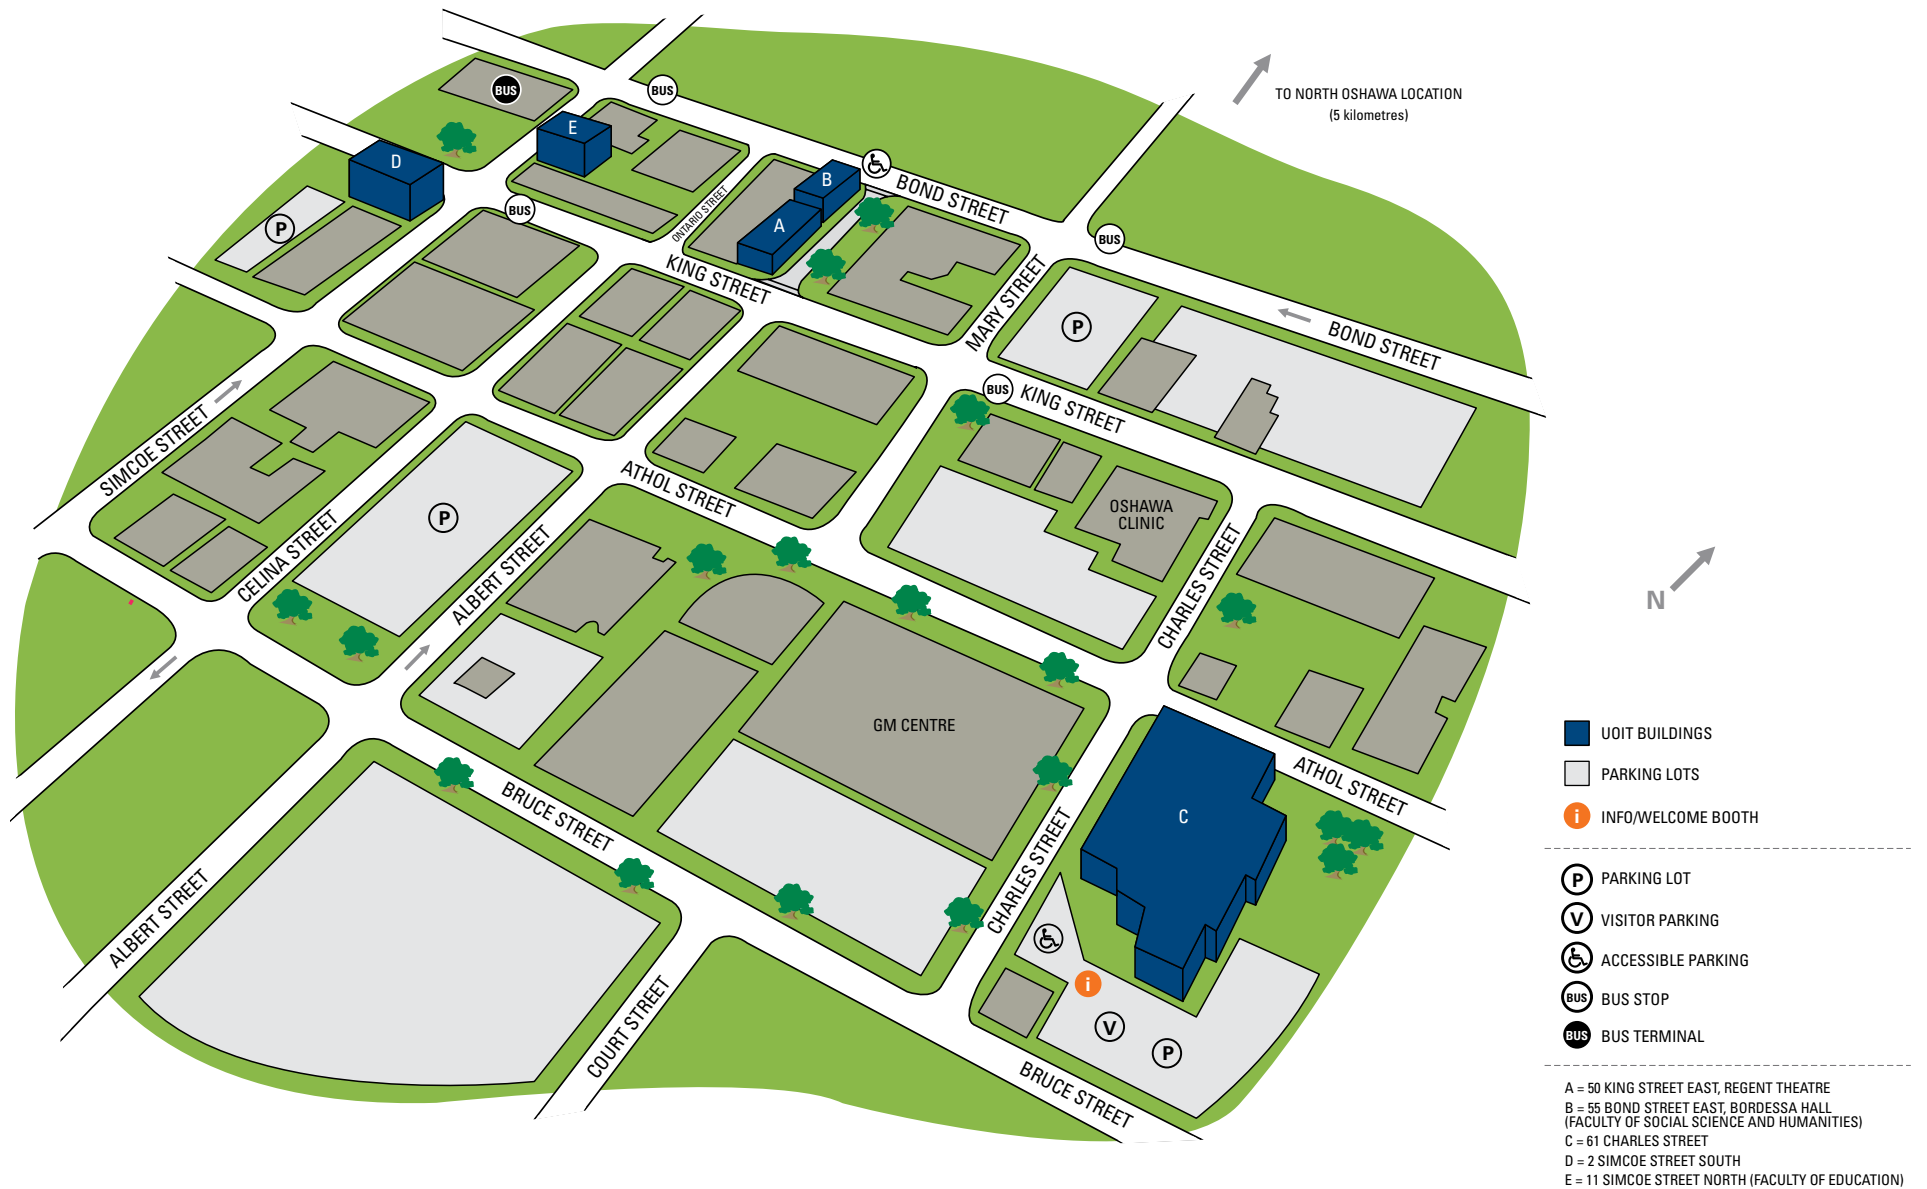 BUS
BUS
TO NORTH OSHAWA LOCATION
(5 kilometres)
E
D
B
BOND STREET
ONTARIO STREET
A
BUS
P
BUS
KING STREET
MARY STREET
P
BOND STREET
BUS
KING STREET
SIMCOE STREET
ATHOL STREET
P
OSHAWA
CLINIC
CELINA STREET
ALBERT STREET
CHARLES STREET
N
GM CENTRE
UOIT BUILDINGS
PARKING LOTS
i INFO/WELCOME BOOTH
ATHOL STREET
BRUCE STREET
C
CHARLES STREET
ALBERT STREET
P PARKING LOT
V VISITOR PARKING
ACCESSIBLE PARKING
BUS BUS STOP
BUS BUS TERMINAL
i
V
P
COURT STREET
BRUCE STREET
A = 50 KING STREET EAST, REGENT THEATRE
B = 55 BOND STREET EAST, BORDESSA HALL
(FACULTY OF SOCIAL SCIENCE AND HUMANITIES)
C = 61 CHARLES STREET
D = 2 SIMCOE STREET SOUTH
E = 11 SIMCOE STREET NORTH (FACULTY OF EDUCATION)